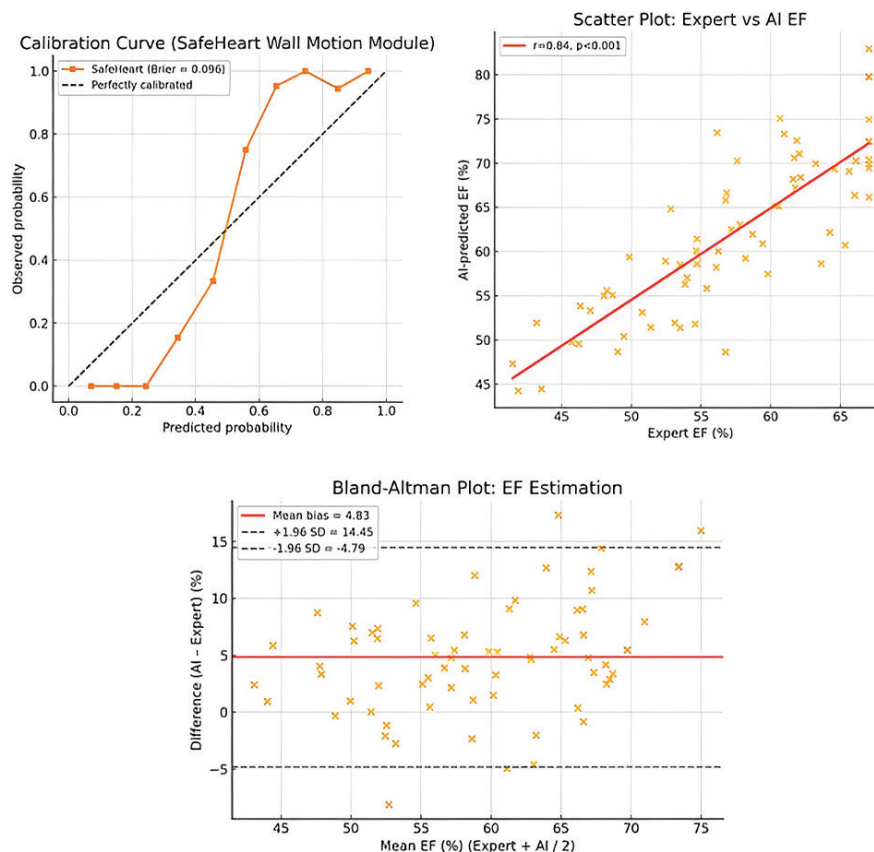 Calibration Curve (SafeHeart Wall Motion Module)
SafeHeart (Brier = 0.096)
Perfectly calibrated
1.0
0.8
0.6
0.4
0.2
0.0
Observed probability
0.0 0.2 0.4 0.6 0.8 1.0
Predicted probability
Scatter Plot: Expert vs AI EF
r=0.84, p<0.001
80
75
70
65
60
55
50
45
AI-predicted EF (%)
45 50 55 60 65
Expert EF (%)
Bland-Altman Plot: EF Estimation
Mean bias = 4.83
+1.96 SD = 14.45
-1.96 SD = -4.79
15
10
5
0
−5
Difference (AI – Expert) (%)
45 50 55 60 65 70 75
Mean EF (%) (Expert + AI / 2)